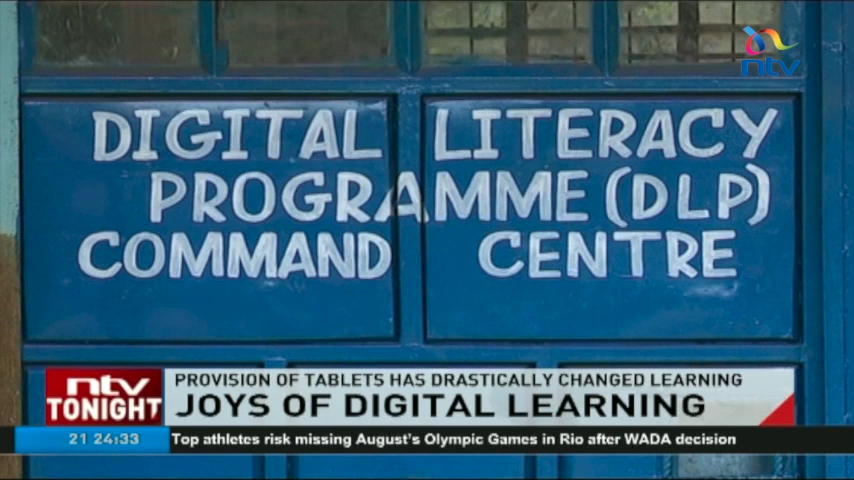 ntv
DIGITAL LITERACY
PROGRAMME (DLP)
COMMAND CENTRE
ntv
TONIGHT
PROVISION OF TABLETS HAS DRASTICALLY CHANGED LEARNING
JOYS OF DIGITAL LEARNING
21 24:33 Top athletes risk missing August's Olympic Games in Rio after WADA decision